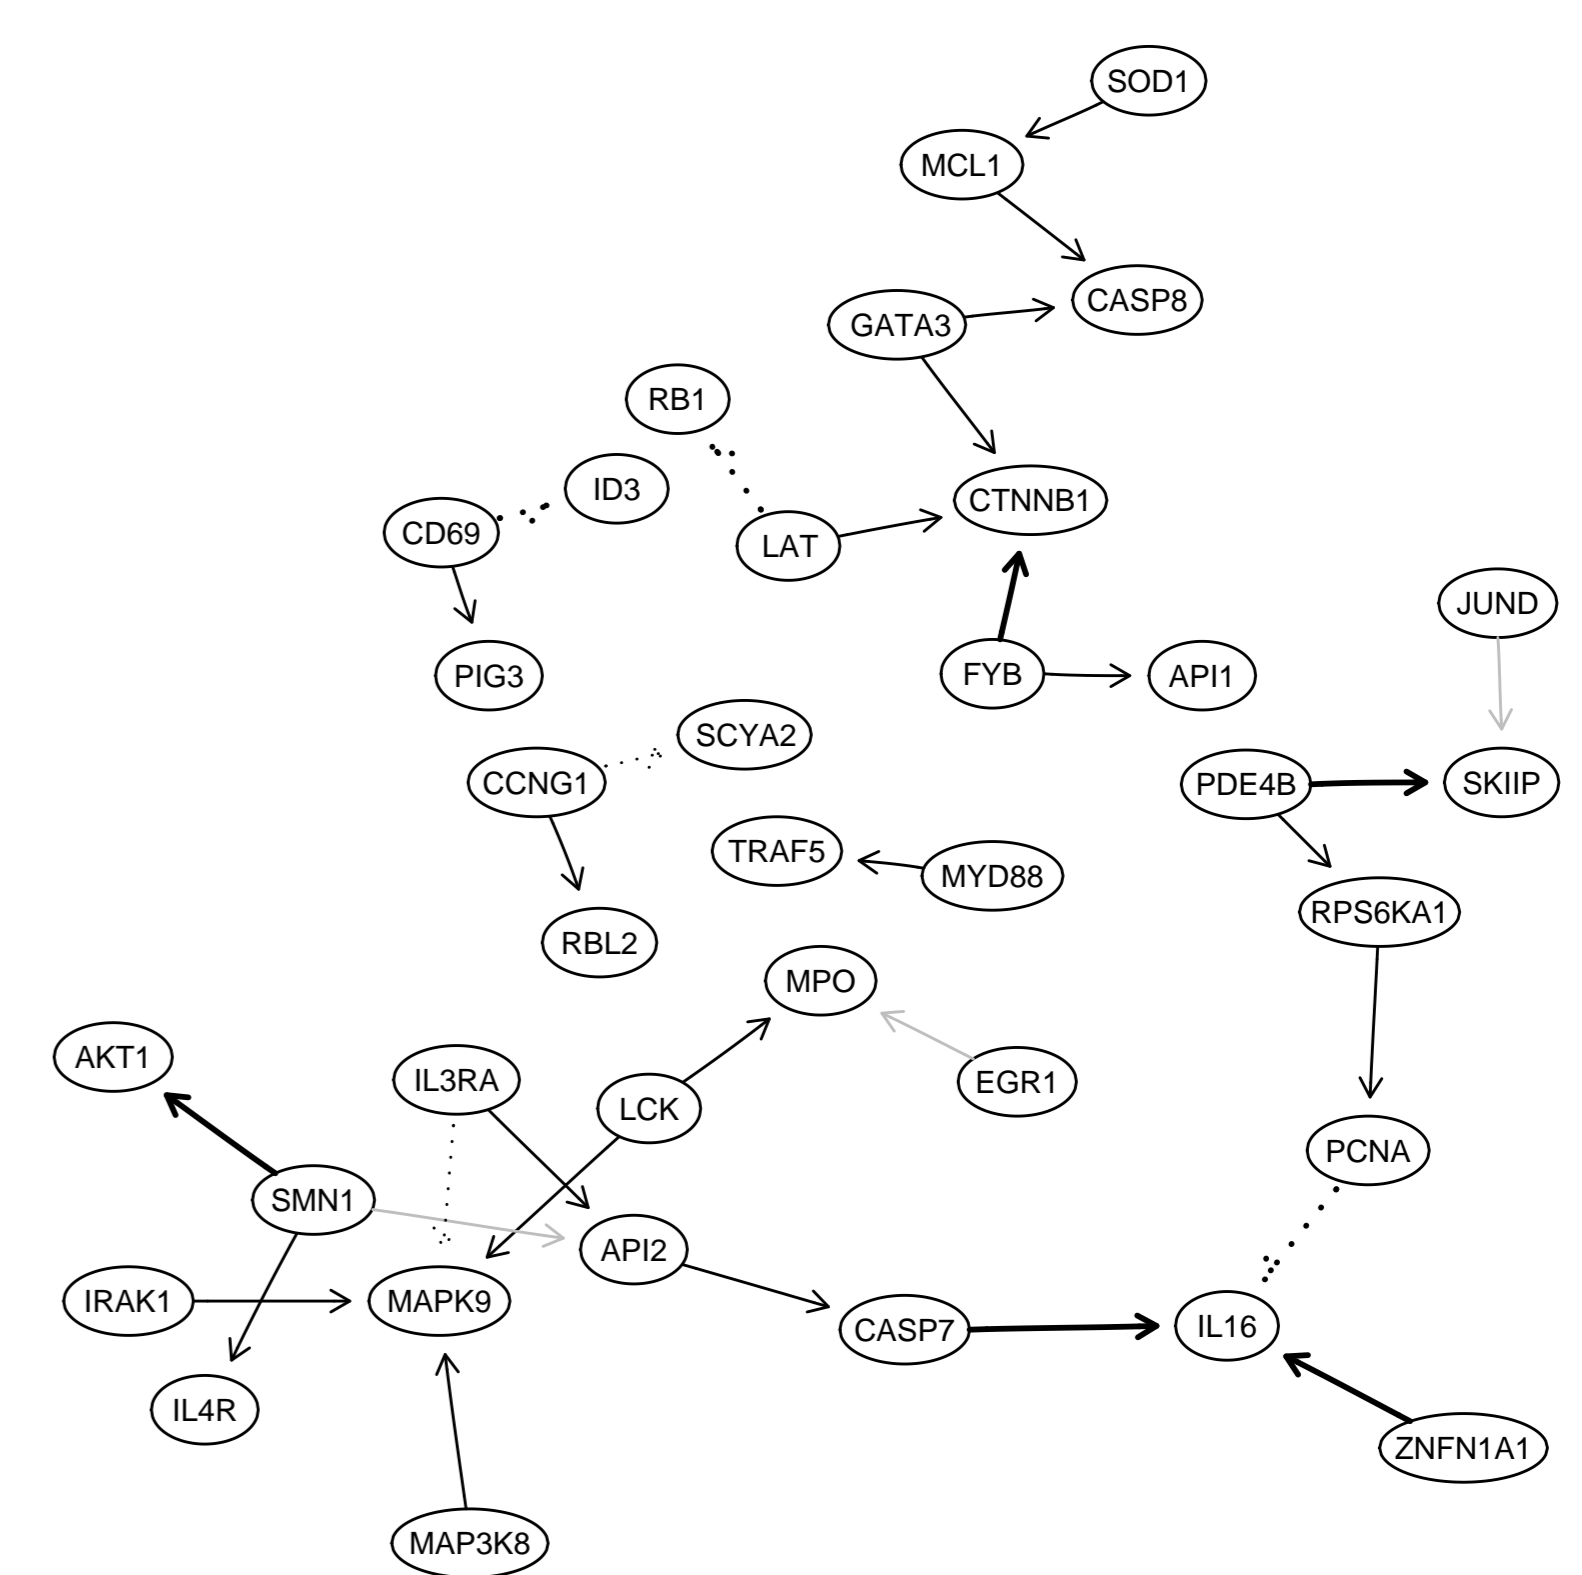 SOD1
MCL1
CASP8
GATA3
RB1
ID3
CTNNB1
CD69
LAT
JUND
PIG3
FYB
API1
SCYA2
CCNG1
PDE4B
SKIIP
TRAF5
MYD88
RPS6KA1
RBL2
MPO
AKT1
IL3RA
EGR1
LCK
PCNA
SMN1
API2
IRAK1
MAPK9
CASP7
IL16
IL4R
ZNFN1A1
MAP3K8